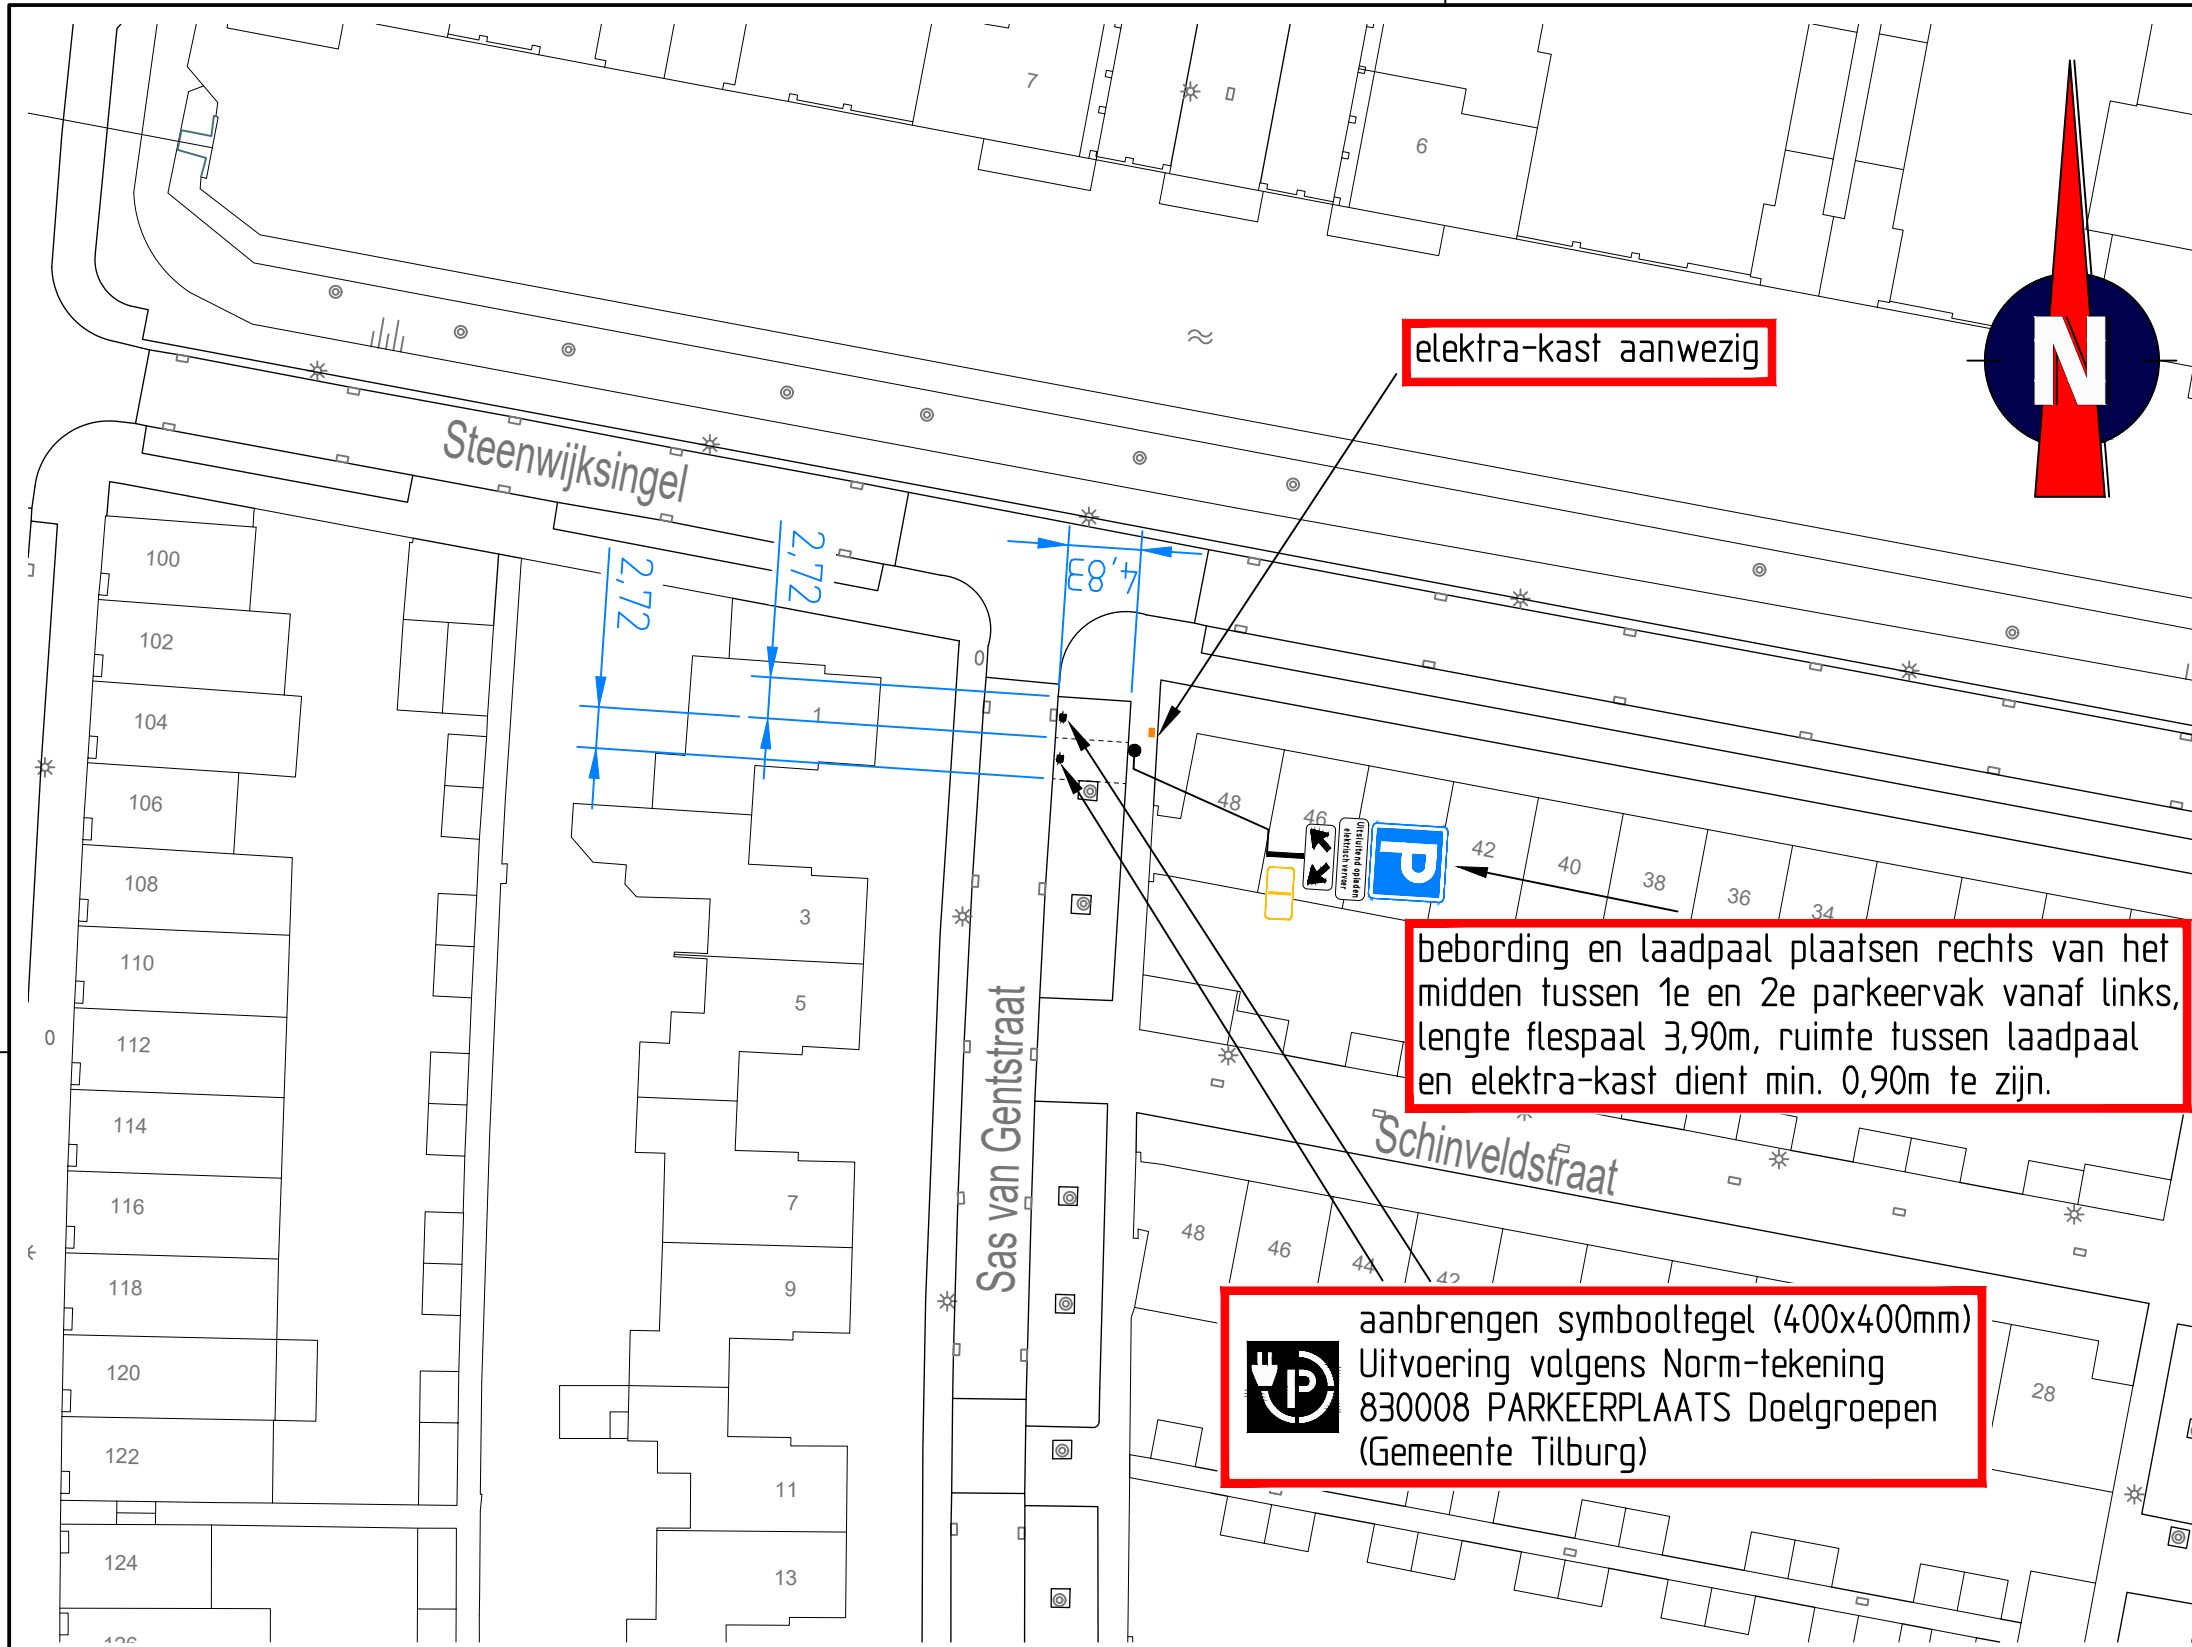 7
6
N
elektra-kast aanwezig
Steenwijksingel
2,72
2,72
4,83
100
102
104
106
108
110
112
114
116
118
120
122
124
0
0
1
3
5
7
9
11
13
48
46
42
40
38
36
34
Uitsluitend opladen
elektrisch vervoer
P
bebording en laadpaal plaatsen rechts van het
midden tussen 1e en 2e parkeervak vanaf links,
lengte flespaal 3,90m, ruimte tussen laadpaal
en elektra-kast dient min. 0,90m te zijn.
Sas van Gentstraat
Schinveldstraat
48
46
44
42
28
P
aanbrengen symbooltegel (400x400mm)
Uitvoering volgens Norm-tekening
830008 PARKEERPLAATS Doelgroepen
(Gemeente Tilburg)